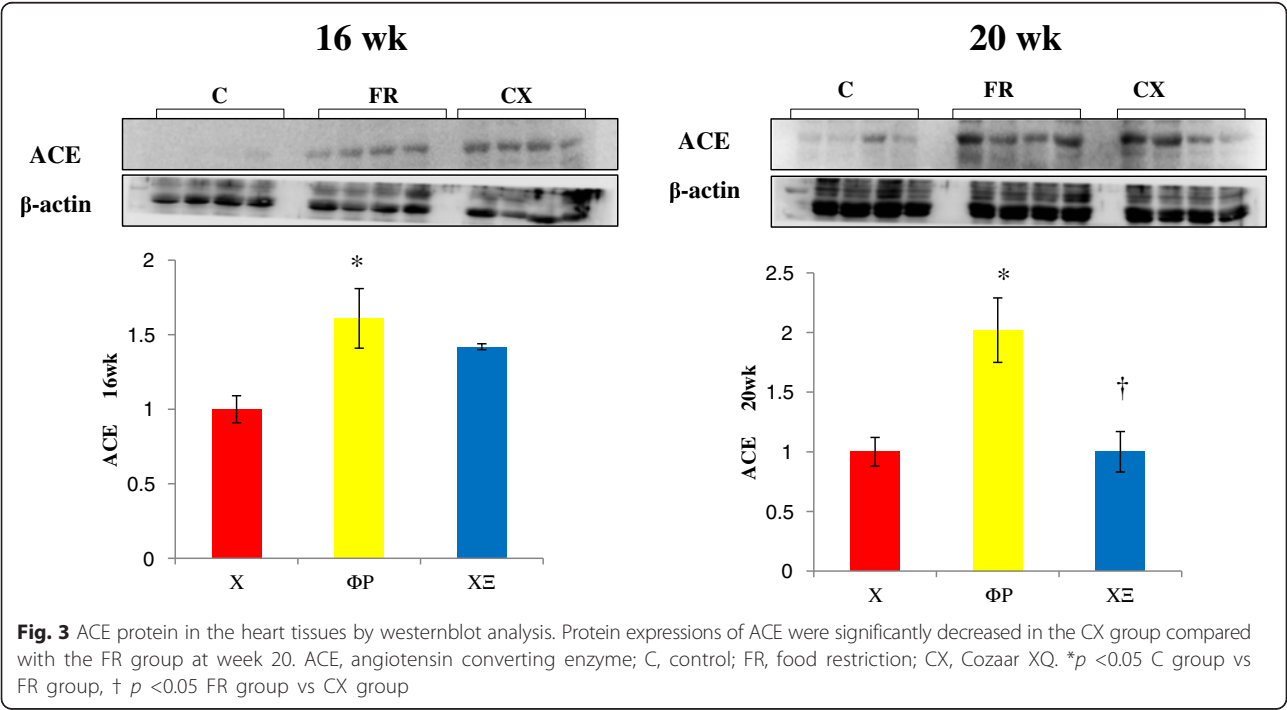 16 wk
C FR CX
ACE
β-actin
2
1.5
1
0.5
0
ACE 16wk
*
Χ ΦΡ ΧΞ
20 wk
C FR CX
ACE
β-actin
2.5
2
1.5
1
0.5
0
ACE 20wk
*
†
Χ ΦΡ ΧΞ
Fig. 3 ACE protein in the heart tissues by westernblot analysis. Protein expressions of ACE were significantly decreased in the CX group compared
with the FR group at week 20. ACE, angiotensin converting enzyme; C, control; FR, food restriction; CX, Cozaar XQ. *p <0.05 C group vs
FR group, † p <0.05 FR group vs CX group